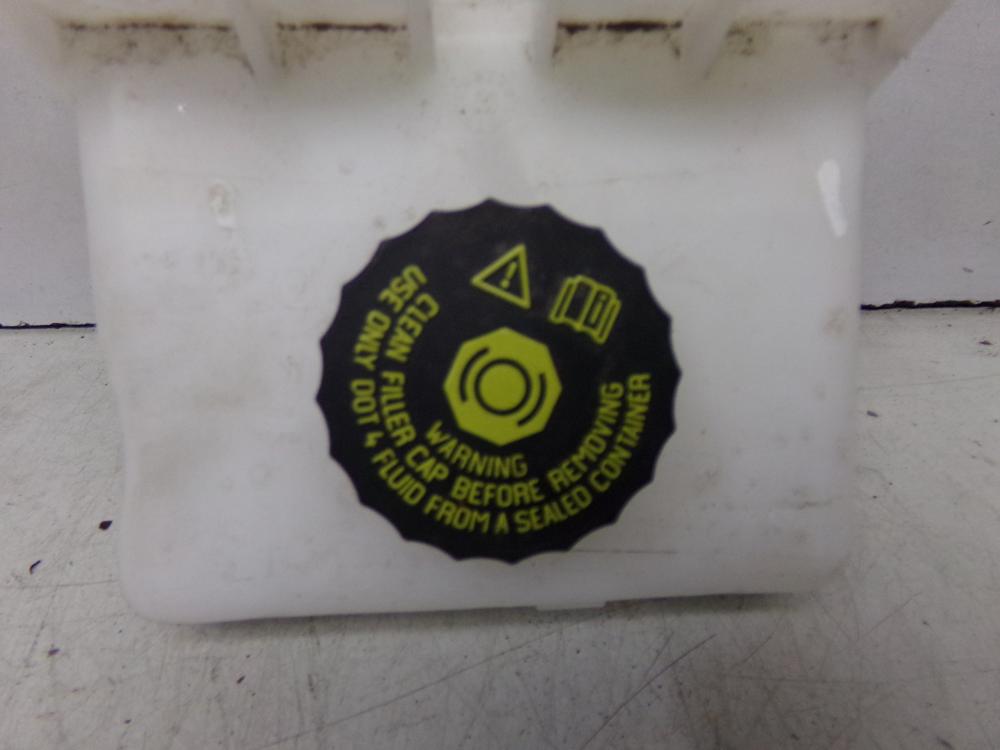 WARNING
CLEAN FILLER CAP BEFORE REMOVING
USE ONLY DOT 4 FLUID FROM A SEALED CONTAINER